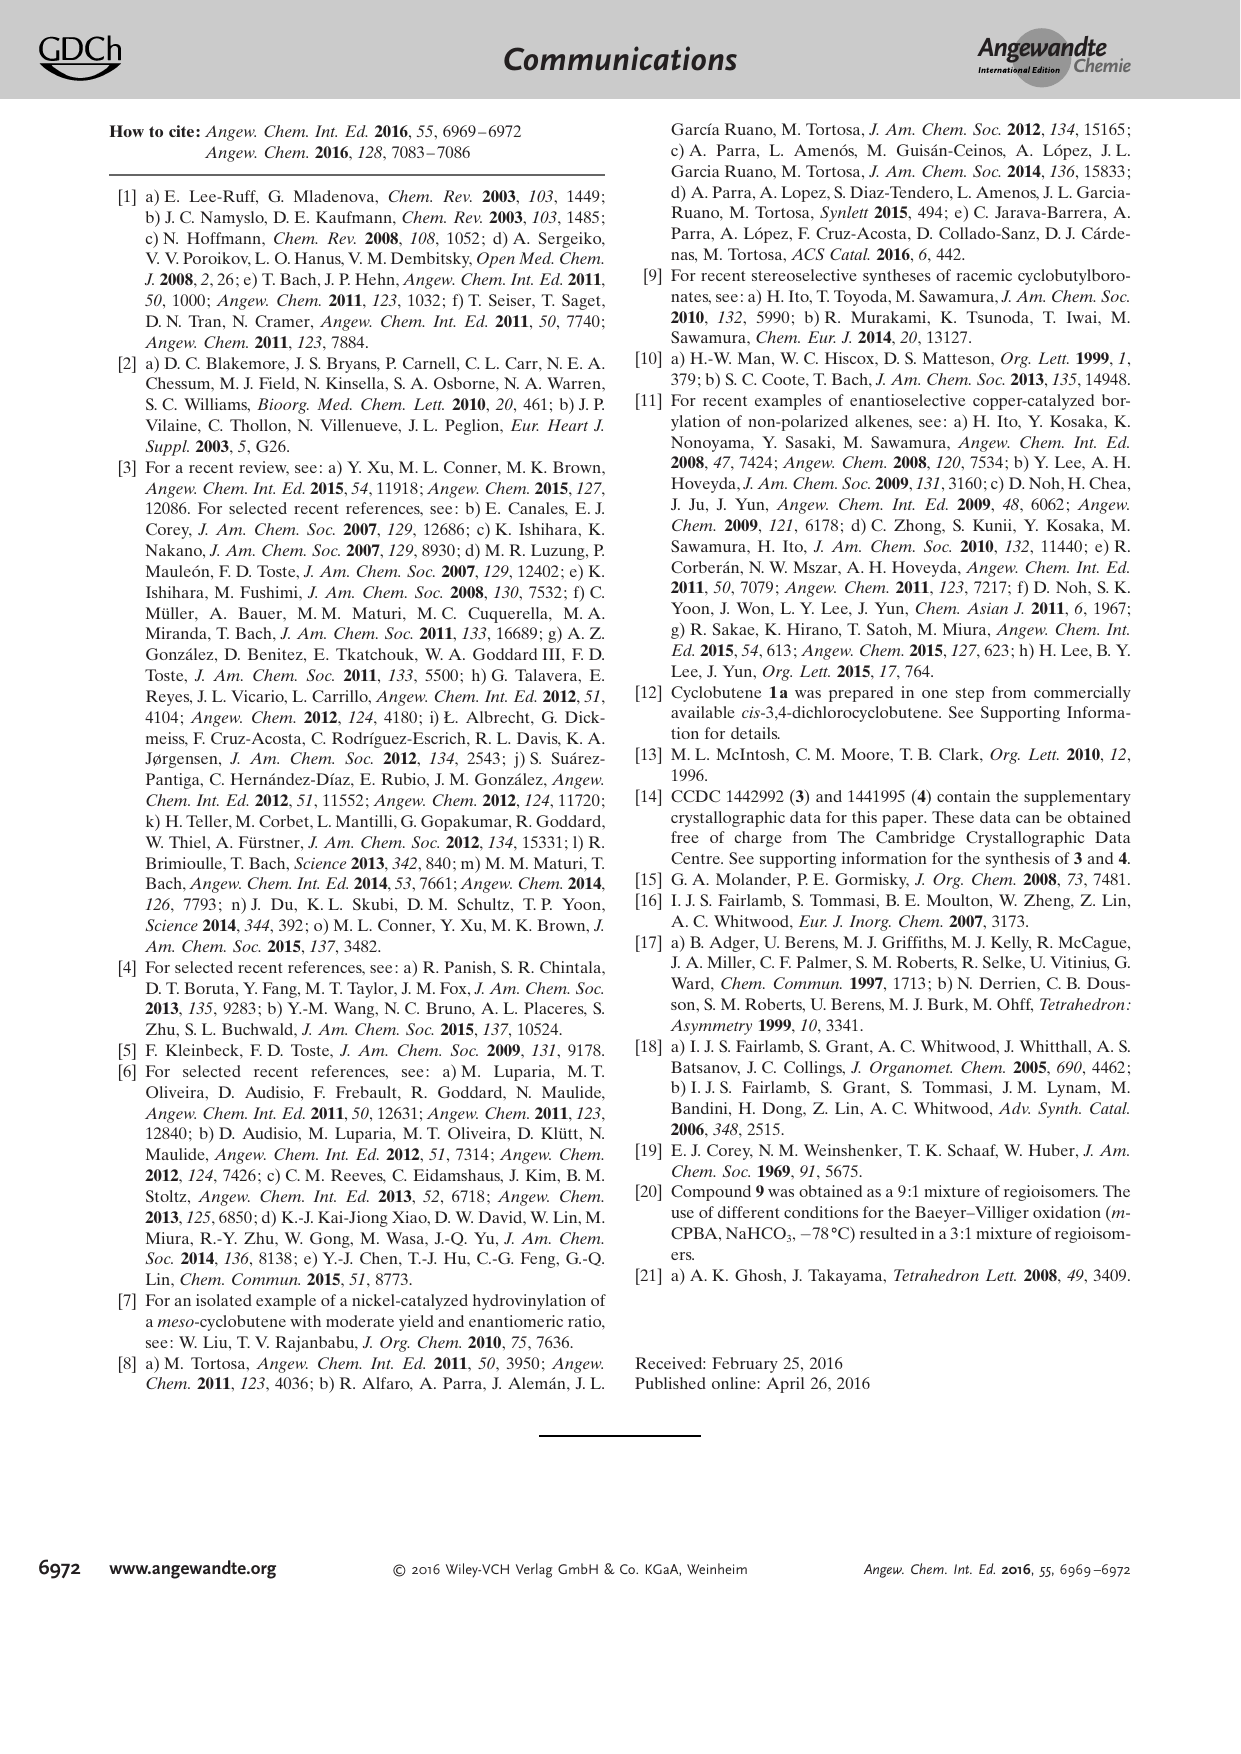 GDCh
Communications
Angewandte
International Edition
Chemie
How to cite: Angew. Chem. Int. Ed. 2016, 55, 6969–6972
Angew. Chem. 2016, 128, 7083–7086
[1] a) E. Lee-Ruff, G. Mladenova, Chem. Rev. 2003, 103, 1449;
b) J. C. Namyslo, D. E. Kaufmann, Chem. Rev. 2003, 103, 1485;
c) N. Hoffmann, Chem. Rev. 2008, 108, 1052; d) A. Sergeiko,
V. V. Poroikov, L. O. Hanus, V. M. Dembitsky, Open Med. Chem.
J. 2008, 2, 26; e) T. Bach, J. P. Hehn, Angew. Chem. Int. Ed. 2011,
50, 1000; Angew. Chem. 2011, 123, 1032; f) T. Seiser, T. Saget,
D. N. Tran, N. Cramer, Angew. Chem. Int. Ed. 2011, 50, 7740;
Angew. Chem. 2011, 123, 7884.
[2] a) D. C. Blakemore, J. S. Bryans, P. Carnell, C. L. Carr, N. E. A.
Chessum, M. J. Field, N. Kinsella, S. A. Osborne, N. A. Warren,
S. C. Williams, Bioorg. Med. Chem. Lett. 2010, 20, 461; b) J. P.
Vilaine, C. Thollon, N. Villenueve, J. L. Peglion, Eur. Heart J.
Suppl. 2003, 5, G26.
[3] For a recent review, see: a) Y. Xu, M. L. Conner, M. K. Brown,
Angew. Chem. Int. Ed. 2015, 54, 11918; Angew. Chem. 2015, 127,
12086. For selected recent references, see: b) E. Canales, E. J.
Corey, J. Am. Chem. Soc. 2007, 129, 12686; c) K. Ishihara, K.
Nakano, J. Am. Chem. Soc. 2007, 129, 8930; d) M. R. Luzung, P.
Mauleón, F. D. Toste, J. Am. Chem. Soc. 2007, 129, 12402; e) K.
Ishihara, M. Fushimi, J. Am. Chem. Soc. 2008, 130, 7532; f) C.
Müller, A. Bauer, M. M. Maturi, M. C. Cuquerella, M. A.
Miranda, T. Bach, J. Am. Chem. Soc. 2011, 133, 16689; g) A. Z.
González, D. Benitez, E. Tkatchouk, W. A. Goddard III, F. D.
Toste, J. Am. Chem. Soc. 2011, 133, 5500; h) G. Talavera, E.
Reyes, J. L. Vicario, L. Carrillo, Angew. Chem. Int. Ed. 2012, 51,
4104; Angew. Chem. 2012, 124, 4180; i) Ł. Albrecht, G. Dick-
meiss, F. Cruz-Acosta, C. Rodríguez-Escrich, R. L. Davis, K. A.
Jørgensen, J. Am. Chem. Soc. 2012, 134, 2543; j) S. Suárez-
Pantiga, C. Hernández-Díaz, E. Rubio, J. M. González, Angew.
Chem. Int. Ed. 2012, 51, 11552; Angew. Chem. 2012, 124, 11720;
k) H. Teller, M. Corbet, L. Mantilli, G. Gopakumar, R. Goddard,
W. Thiel, A. Fürstner, J. Am. Chem. Soc. 2012, 134, 15331; l) R.
Brimioulle, T. Bach, Science 2013, 342, 840; m) M. M. Maturi, T.
Bach, Angew. Chem. Int. Ed. 2014, 53, 7661; Angew. Chem. 2014,
126, 7793; n) J. Du, K. L. Skubi, D. M. Schultz, T. P. Yoon,
Science 2014, 344, 392; o) M. L. Conner, Y. Xu, M. K. Brown, J.
Am. Chem. Soc. 2015, 137, 3482.
[4] For selected recent references, see: a) R. Panish, S. R. Chintala,
D. T. Boruta, Y. Fang, M. T. Taylor, J. M. Fox, J. Am. Chem. Soc.
2013, 135, 9283; b) Y.-M. Wang, N. C. Bruno, A. L. Placeres, S.
Zhu, S. L. Buchwald, J. Am. Chem. Soc. 2015, 137, 10524.
[5] F. Kleinbeck, F. D. Toste, J. Am. Chem. Soc. 2009, 131, 9178.
[6] For selected recent references, see: a) M. Luparia, M. T.
Oliveira, D. Audisio, F. Frebault, R. Goddard, N. Maulide,
Angew. Chem. Int. Ed. 2011, 50, 12631; Angew. Chem. 2011, 123,
12840; b) D. Audisio, M. Luparia, M. T. Oliveira, D. Klütt, N.
Maulide, Angew. Chem. Int. Ed. 2012, 51, 7314; Angew. Chem.
2012, 124, 7426; c) C. M. Reeves, C. Eidamshaus, J. Kim, B. M.
Stoltz, Angew. Chem. Int. Ed. 2013, 52, 6718; Angew. Chem.
2013, 125, 6850; d) K.-J. Kai-Jiong Xiao, D. W. David, W. Lin, M.
Miura, R.-Y. Zhu, W. Gong, M. Wasa, J.-Q. Yu, J. Am. Chem.
Soc. 2014, 136, 8138; e) Y.-J. Chen, T.-J. Hu, C.-G. Feng, G.-Q.
Lin, Chem. Commun. 2015, 51, 8773.
[7] For an isolated example of a nickel-catalyzed hydrovinylation of
a meso-cyclobutene with moderate yield and enantiomeric ratio,
see: W. Liu, T. V. Rajanbabu, J. Org. Chem. 2010, 75, 7636.
[8] a) M. Tortosa, Angew. Chem. Int. Ed. 2011, 50, 3950; Angew.
Chem. 2011, 123, 4036; b) R. Alfaro, A. Parra, J. Alemán, J. L.
García Ruano, M. Tortosa, J. Am. Chem. Soc. 2012, 134, 15165;
c) A. Parra, L. Amenós, M. Guisán-Ceinos, A. López, J. L.
Garcia Ruano, M. Tortosa, J. Am. Chem. Soc. 2014, 136, 15833;
d) A. Parra, A. Lopez, S. Diaz-Tendero, L. Amenos, J. L. Garcia-
Ruano, M. Tortosa, Synlett 2015, 494; e) C. Jarava-Barrera, A.
Parra, A. López, F. Cruz-Acosta, D. Collado-Sanz, D. J. Cárde-
nas, M. Tortosa, ACS Catal. 2016, 6, 442.
[9] For recent stereoselective syntheses of racemic cyclobutylboro-
nates, see: a) H. Ito, T. Toyoda, M. Sawamura, J. Am. Chem. Soc.
2010, 132, 5990; b) R. Murakami, K. Tsunoda, T. Iwai, M.
Sawamura, Chem. Eur. J. 2014, 20, 13127.
[10] a) H.-W. Man, W. C. Hiscox, D. S. Matteson, Org. Lett. 1999, 1,
379; b) S. C. Coote, T. Bach, J. Am. Chem. Soc. 2013, 135, 14948.
[11] For recent examples of enantioselective copper-catalyzed bor-
ylation of non-polarized alkenes, see: a) H. Ito, Y. Kosaka, K.
Nonoyama, Y. Sasaki, M. Sawamura, Angew. Chem. Int. Ed.
2008, 47, 7424; Angew. Chem. 2008, 120, 7534; b) Y. Lee, A. H.
Hoveyda, J. Am. Chem. Soc. 2009, 131, 3160; c) D. Noh, H. Chea,
J. Ju, J. Yun, Angew. Chem. Int. Ed. 2009, 48, 6062; Angew.
Chem. 2009, 121, 6178; d) C. Zhong, S. Kunii, Y. Kosaka, M.
Sawamura, H. Ito, J. Am. Chem. Soc. 2010, 132, 11440; e) R.
Corberán, N. W. Mszar, A. H. Hoveyda, Angew. Chem. Int. Ed.
2011, 50, 7079; Angew. Chem. 2011, 123, 7217; f) D. Noh, S. K.
Yoon, J. Won, L. Y. Lee, J. Yun, Chem. Asian J. 2011, 6, 1967;
g) R. Sakae, K. Hirano, T. Satoh, M. Miura, Angew. Chem. Int.
Ed. 2015, 54, 613; Angew. Chem. 2015, 127, 623; h) H. Lee, B. Y.
Lee, J. Yun, Org. Lett. 2015, 17, 764.
[12] Cyclobutene 1a was prepared in one step from commercially
available cis-3,4-dichlorocyclobutene. See Supporting Informa-
tion for details.
[13] M. L. McIntosh, C. M. Moore, T. B. Clark, Org. Lett. 2010, 12,
1996.
[14] CCDC 1442992 (3) and 1441995 (4) contain the supplementary
crystallographic data for this paper. These data can be obtained
free of charge from The Cambridge Crystallographic Data
Centre. See supporting information for the synthesis of 3 and 4.
[15] G. A. Molander, P. E. Gormisky, J. Org. Chem. 2008, 73, 7481.
[16] I. J. S. Fairlamb, S. Tommasi, B. E. Moulton, W. Zheng, Z. Lin,
A. C. Whitwood, Eur. J. Inorg. Chem. 2007, 3173.
[17] a) B. Adger, U. Berens, M. J. Griffiths, M. J. Kelly, R. McCague,
J. A. Miller, C. F. Palmer, S. M. Roberts, R. Selke, U. Vitinius, G.
Ward, Chem. Commun. 1997, 1713; b) N. Derrien, C. B. Dous-
son, S. M. Roberts, U. Berens, M. J. Burk, M. Ohff, Tetrahedron:
Asymmetry 1999, 10, 3341.
[18] a) I. J. S. Fairlamb, S. Grant, A. C. Whitwood, J. Whitthall, A. S.
Batsanov, J. C. Collings, J. Organomet. Chem. 2005, 690, 4462;
b) I. J. S. Fairlamb, S. Grant, S. Tommasi, J. M. Lynam, M.
Bandini, H. Dong, Z. Lin, A. C. Whitwood, Adv. Synth. Catal.
2006, 348, 2515.
[19] E. J. Corey, N. M. Weinshenker, T. K. Schaaf, W. Huber, J. Am.
Chem. Soc. 1969, 91, 5675.
[20] Compound 9 was obtained as a 9:1 mixture of regioisomers. The
use of different conditions for the Baeyer–Villiger oxidation (m-
CPBA, NaHCO₃, −78 °C) resulted in a 3:1 mixture of regioisom-
ers.
[21] a) A. K. Ghosh, J. Takayama, Tetrahedron Lett. 2008, 49, 3409.
Received: February 25, 2016
Published online: April 26, 2016
6972 www.angewandte.org © 2016 Wiley-VCH Verlag GmbH & Co. KGaA, Weinheim Angew. Chem. Int. Ed. 2016, 55, 6969–6972